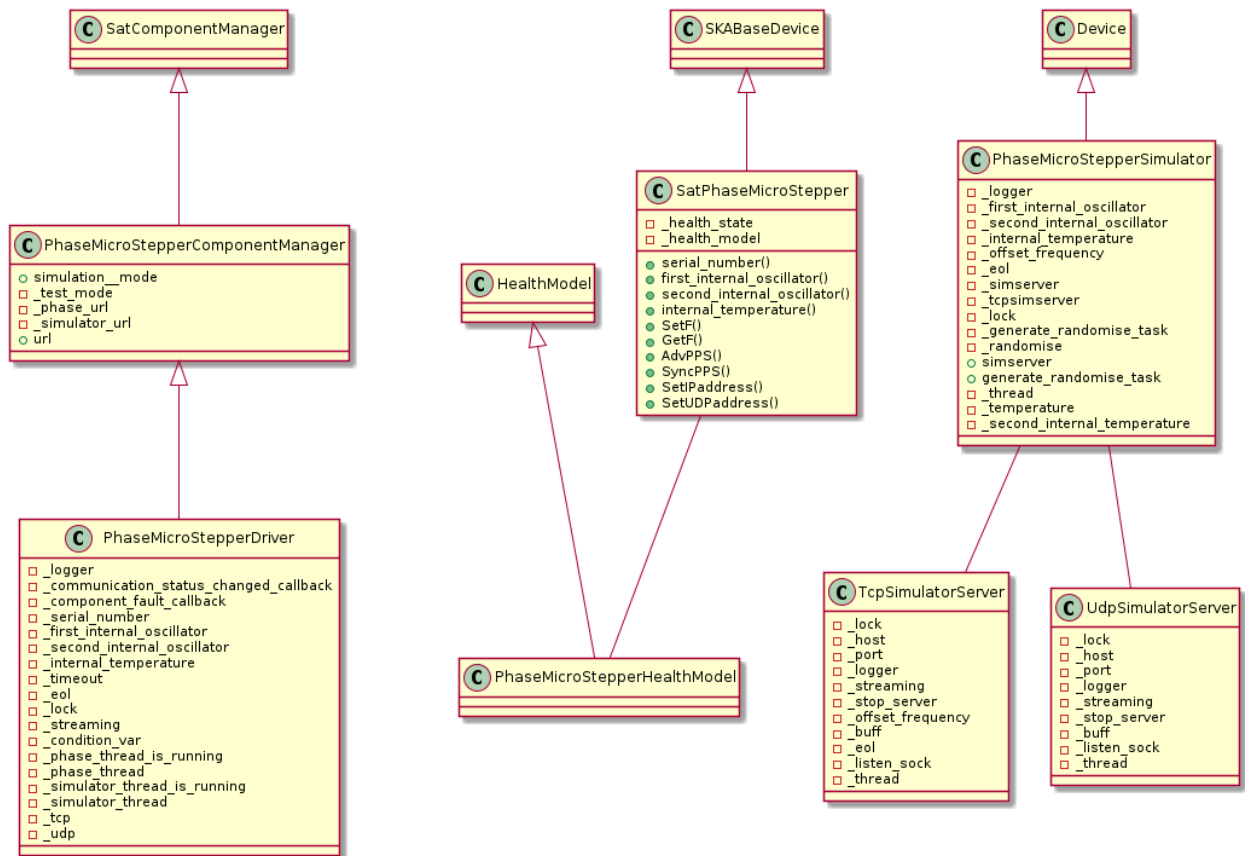 C SatComponentManager
C SKABaseDevice
C Device
C PhaseMicroStepperComponentManager
simulation__mode
_test_mode
_phase_url
_simulator_url
url
C HealthModel
C SatPhaseMicroStepper
_health_state
_health_model
serial_number()
first_internal_oscillator()
second_internal_oscillator()
internal_temperature()
SetF()
GetF()
AdvPPS()
SyncPPS()
SetIPaddress()
SetUDPaddress()
C PhaseMicroStepperSimulator
_logger
_first_internal_oscillator
_second_internal_oscillator
_internal_temperature
_offset_frequency
_eol
_simserver
_tcpsimserver
_lock
_generate_randomise_task
_randomise
simserver
generate_randomise_task
_thread
_temperature
_second_internal_temperature
C PhaseMicroStepperDriver
_logger
_communication_status_changed_callback
_component_fault_callback
_serial_number
_first_internal_oscillator
_second_internal_oscillator
_internal_temperature
_timeout
_eol
_lock
_streaming
_condition_var
_phase_thread_is_running
_phase_thread
_simulator_thread_is_running
_simulator_thread
_tcp
_udp
C PhaseMicroStepperHealthModel
C TcpSimulatorServer
_lock
_host
_port
_logger
_streaming
_stop_server
_offset_frequency
_buff
_eol
_listen_sock
_thread
C UdpSimulatorServer
_lock
_host
_port
_logger
_streaming
_stop_server
_buff
_listen_sock
_thread